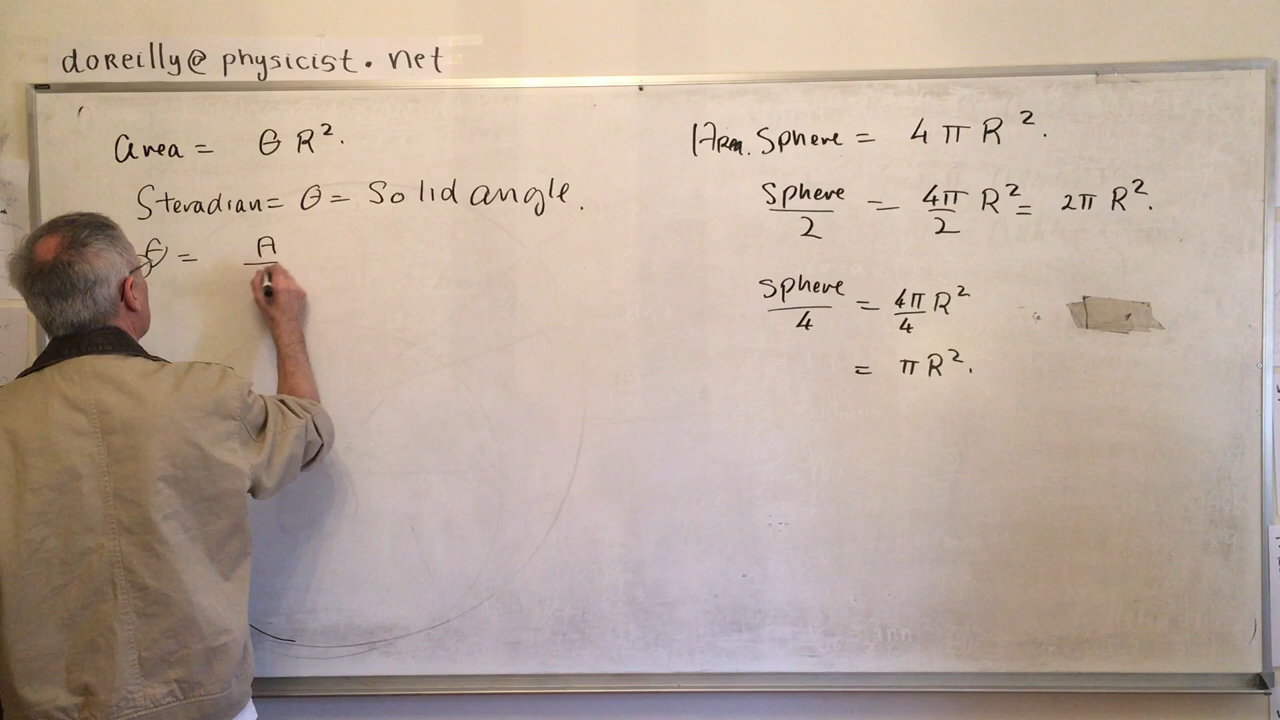 doreilly@physicist.net
Area = θ R².
Steradian = θ = Solid angle.
θ = A
Area. Sphere = 4 π R².
Sphere/2 = 4π/2 R² = 2π R².
Sphere/4 = 4π/4 R²
= π R².